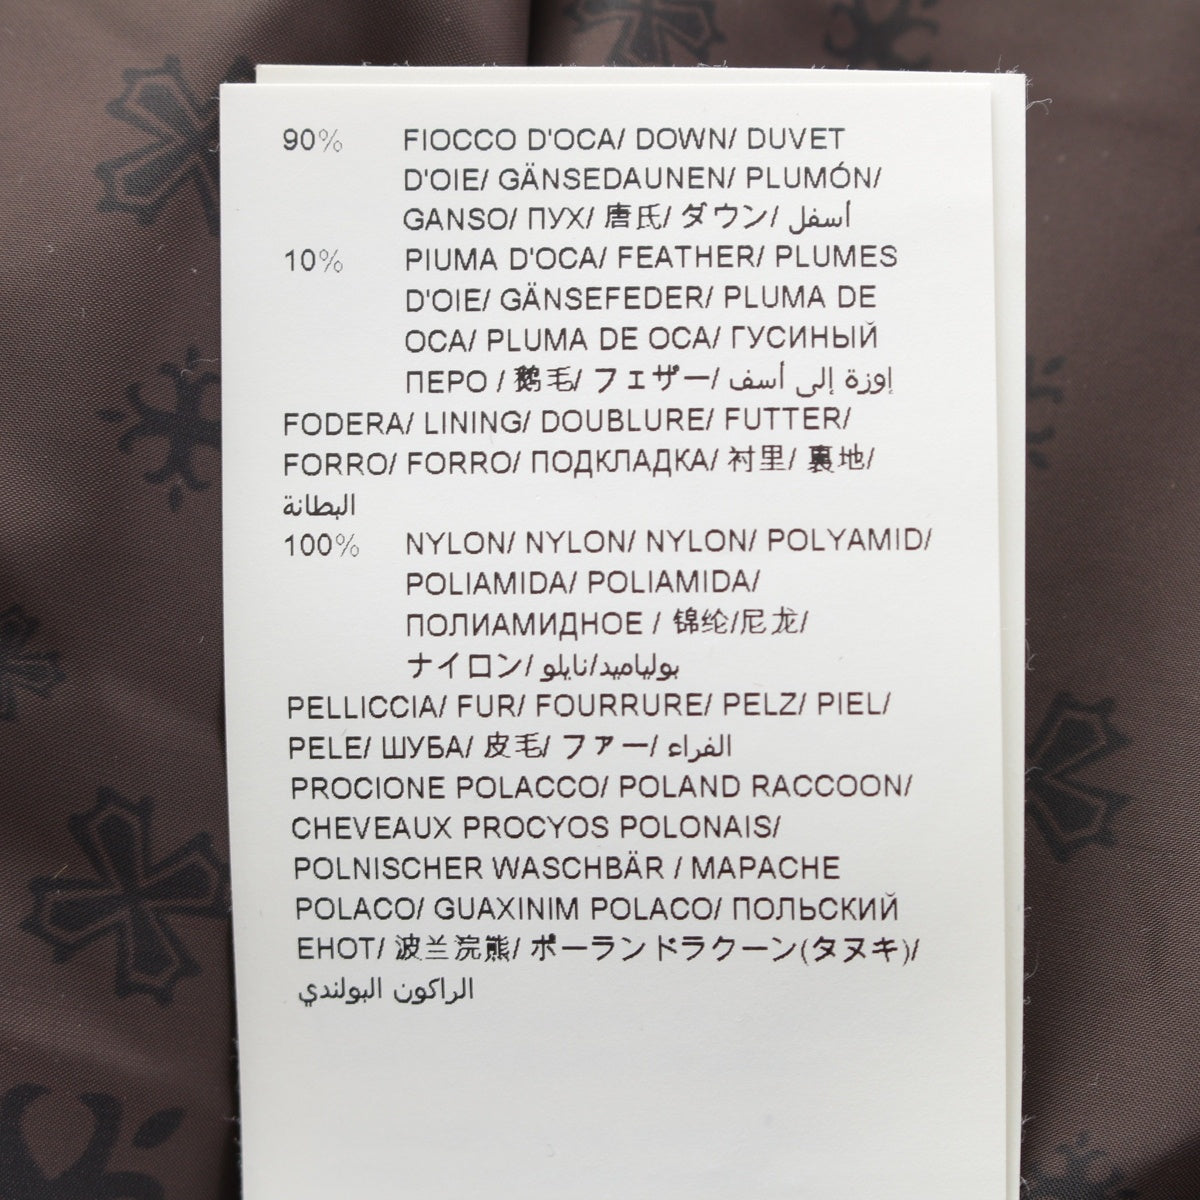 90% FIOCCO D'OCA/ DOWN/ DUVET
D'OIE/ GÄNSEDAUNEN/ PLUMÓN/
GANSO/ ПУХ/ 唐氏/ ダウン/ أسفل
10% PIUMA D'OCA/ FEATHER/ PLUMES
D'OIE/ GÄNSEFEDER/ PLUMA DE
OCA/ PLUMA DE OCA/ ГУСИНЫЙ
ПЕРО / 鹅毛/ フェザー/ إوزة إلى أسف
FODERA/ LINING/ DOUBLURE/ FUTTER/
FORRO/ FORRO/ ПОДКЛАДКА/ 衬里/ 裏地/
البطانة
100% NYLON/ NYLON/ NYLON/ POLYAMID/
POLIAMIDA/ POLIAMIDA/
ПОЛИАМИДНОЕ / 锦纶/尼龙/
ナイロン/ بولياميد/نايلو
PELLICCIA/ FUR/ FOURRURE/ PELZ/ PIEL/
PELE/ ШУБА/ 皮毛/ ファー/ الفراء
PROCIONE POLACCO/ POLAND RACCOON/
CHEVEAUX PROCYOS POLONAIS/
POLNISCHER WASCHBÄR / MAPACHE
POLACO/ GUAXINIM POLACO/ ПОЛЬСКИЙ
ЕНОТ/ 波兰浣熊/ ポーランドラクーン(タヌキ)/
الراكون البولندي